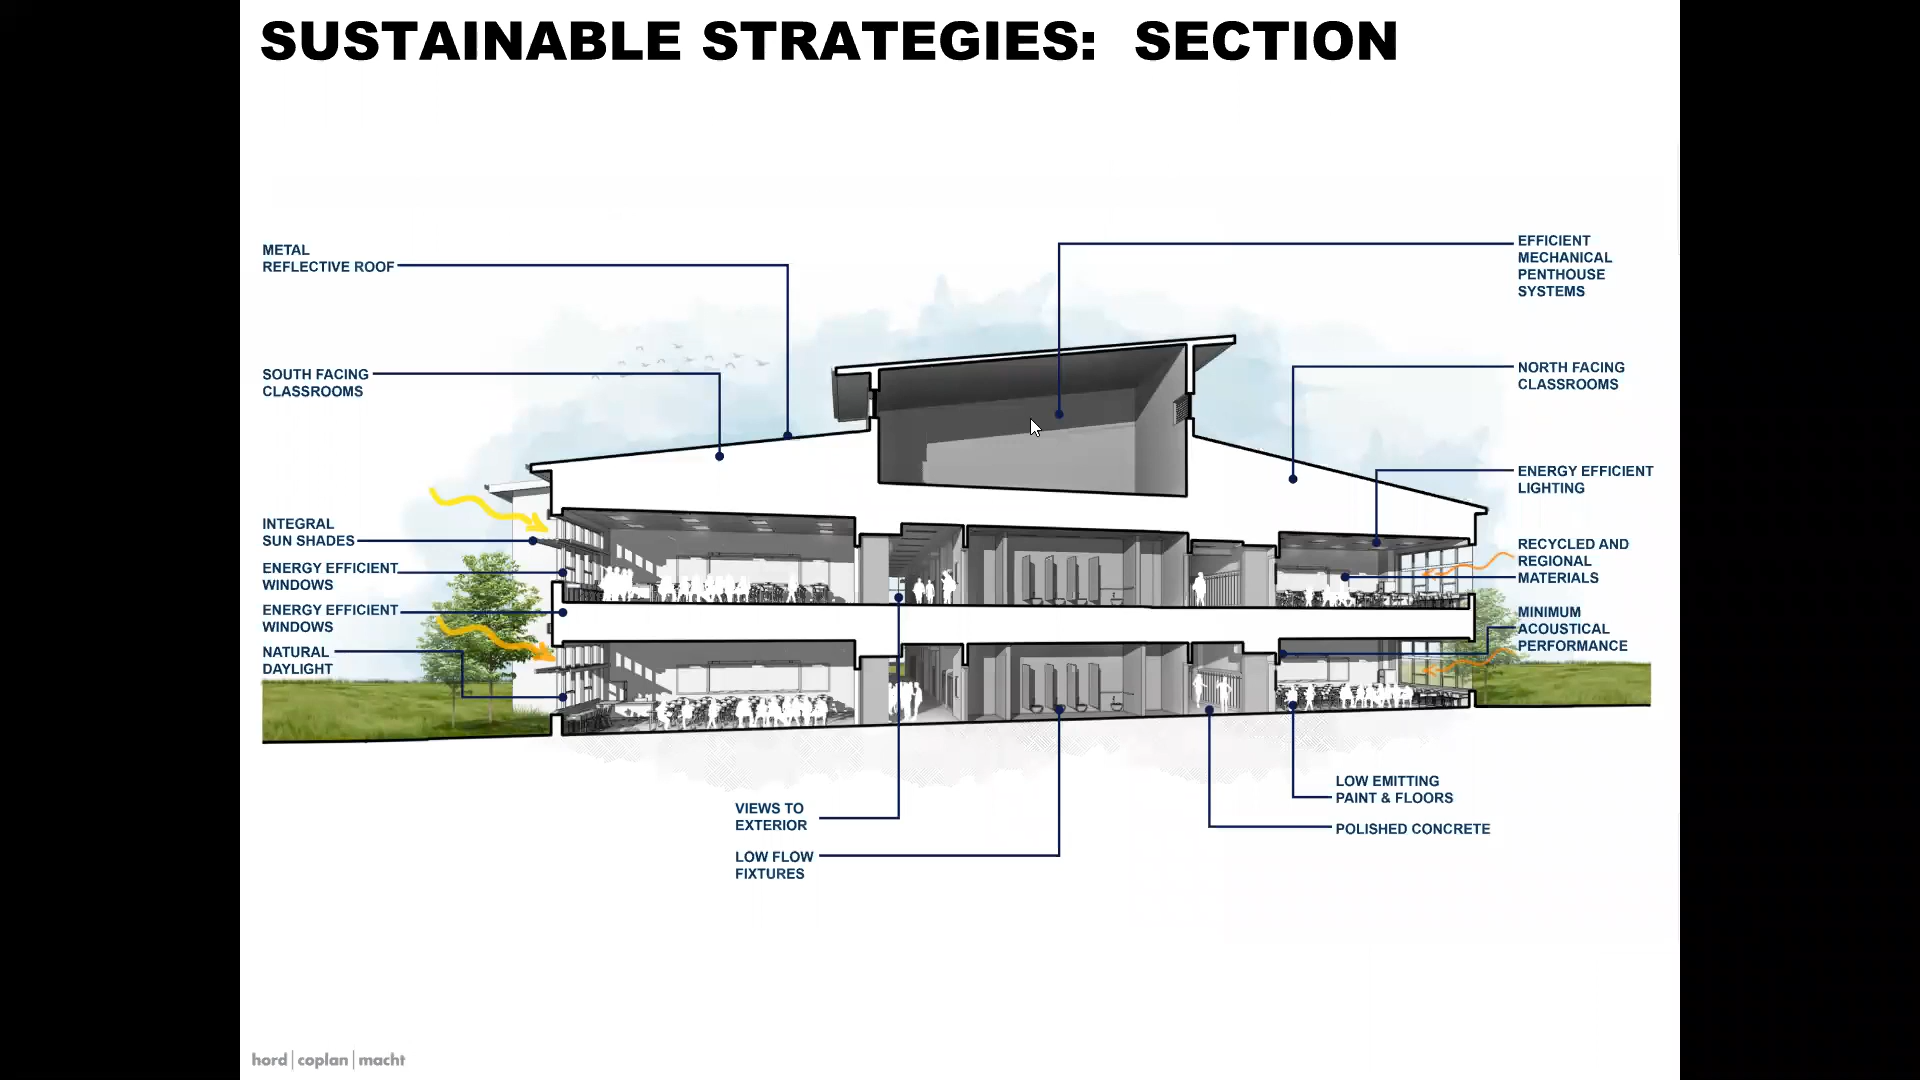 SUSTAINABLE STRATEGIES: SECTION
METAL
REFLECTIVE ROOF
SOUTH FACING
CLASSROOMS
INTEGRAL
SUN SHADES
ENERGY EFFICIENT
WINDOWS
ENERGY EFFICIENT
WINDOWS
NATURAL
DAYLIGHT
EFFICIENT
MECHANICAL
PENTHOUSE
SYSTEMS
NORTH FACING
CLASSROOMS
ENERGY EFFICIENT
LIGHTING
RECYCLED AND
REGIONAL
MATERIALS
MINIMUM
ACOUSTICAL
PERFORMANCE
VIEWS TO
EXTERIOR
LOW FLOW
FIXTURES
LOW EMITTING
PAINT & FLOORS
POLISHED CONCRETE
hord | coplan | macht